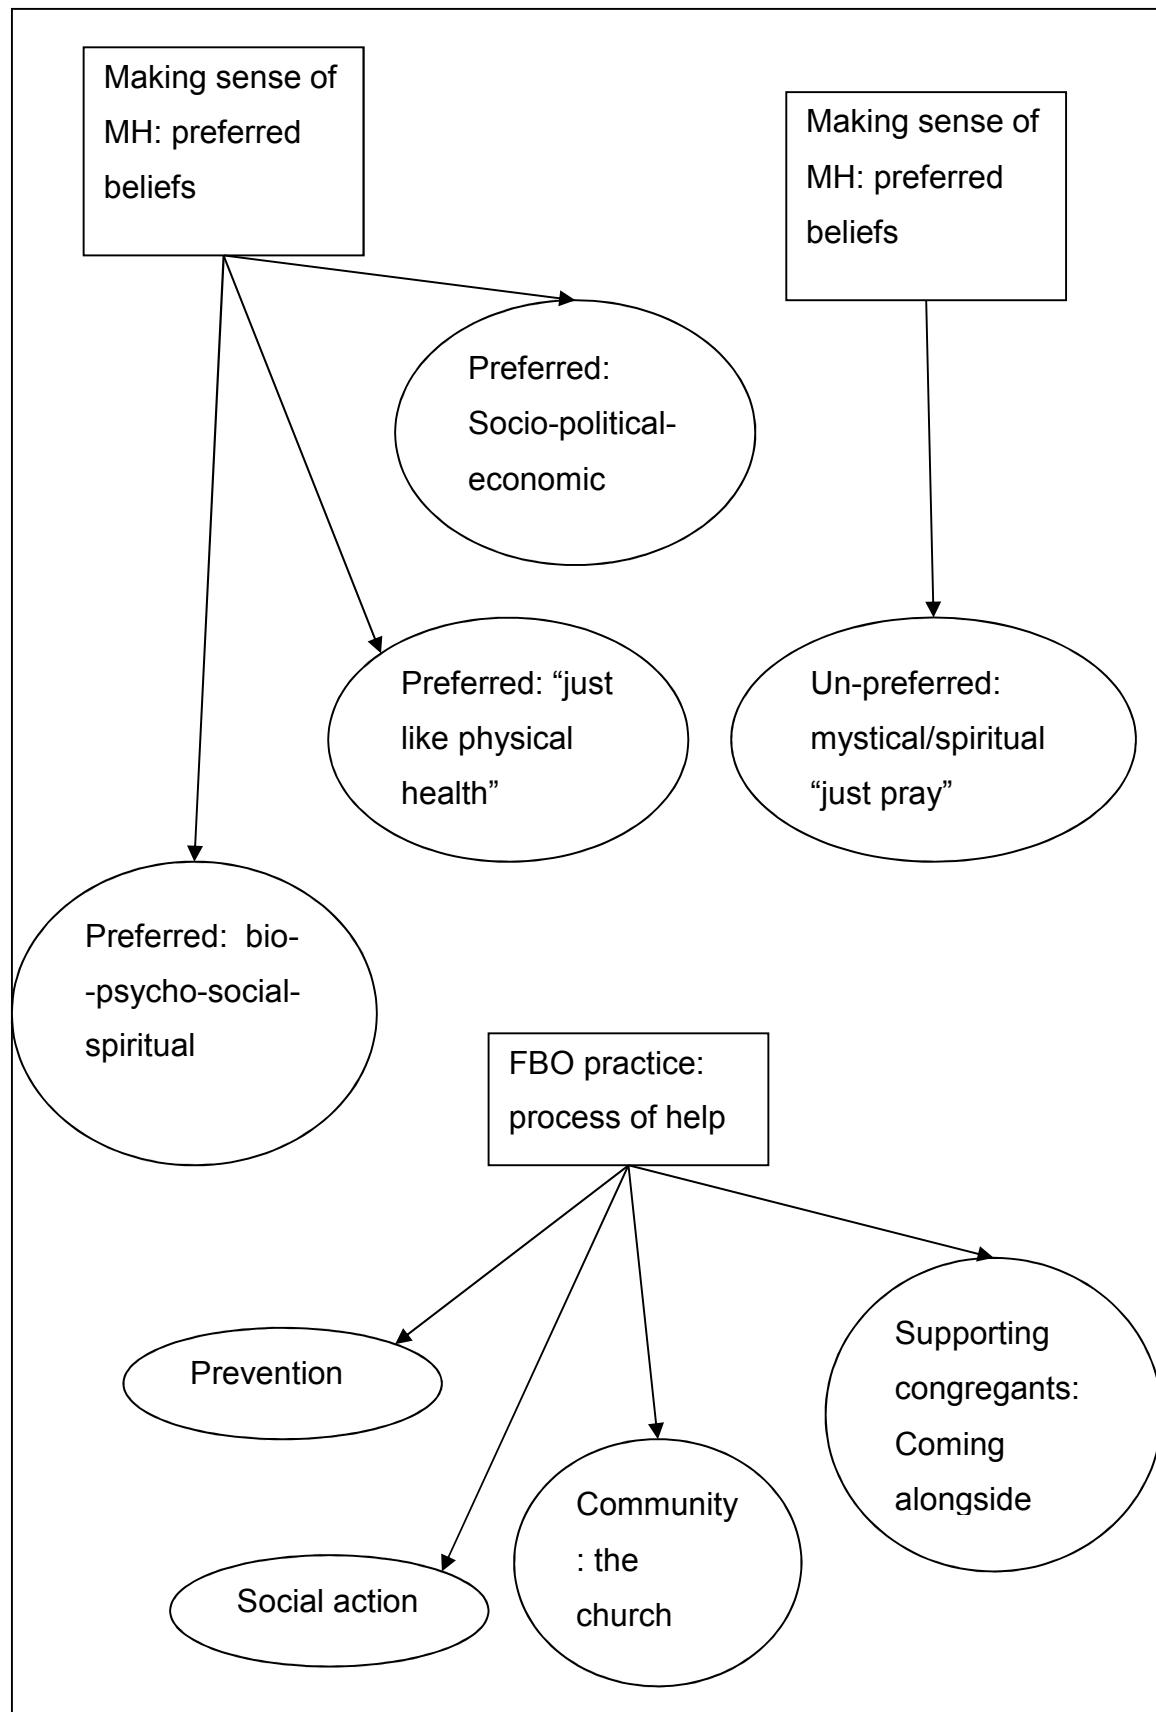 Making sense of
MH: preferred
beliefs
Making sense of
MH: preferred
beliefs
Preferred:
Socio-political-
economic
Preferred: “just
like physical
health”
Un-preferred:
mystical/spiritual
“just pray”
Preferred:  bio-
-psycho-social-
spiritual
FBO practice:
process of help
Prevention
Supporting
congregants:
Coming
alongside
Community
: the
church
Social action